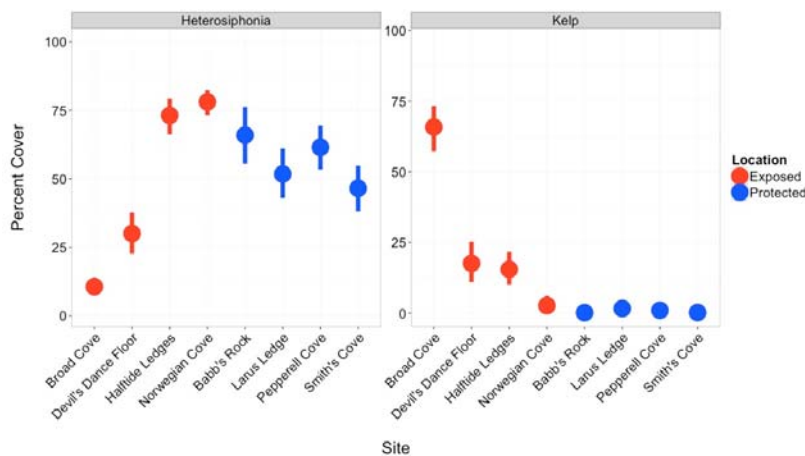 Heterosiphonia
Kelp
Percent Cover
100
75
50
25
0
100
75
50
25
0
Broad Cove
Devil's Dance Floor
Halftide Ledges
Norwegian Cove
Babb's Rock
Larus Ledge
Pepperell Cove
Smith's Cove
Broad Cove
Devil's Dance Floor
Halftide Ledges
Norwegian Cove
Babb's Rock
Larus Ledge
Pepperell Cove
Smith's Cove
Site
Location
Exposed
Protected